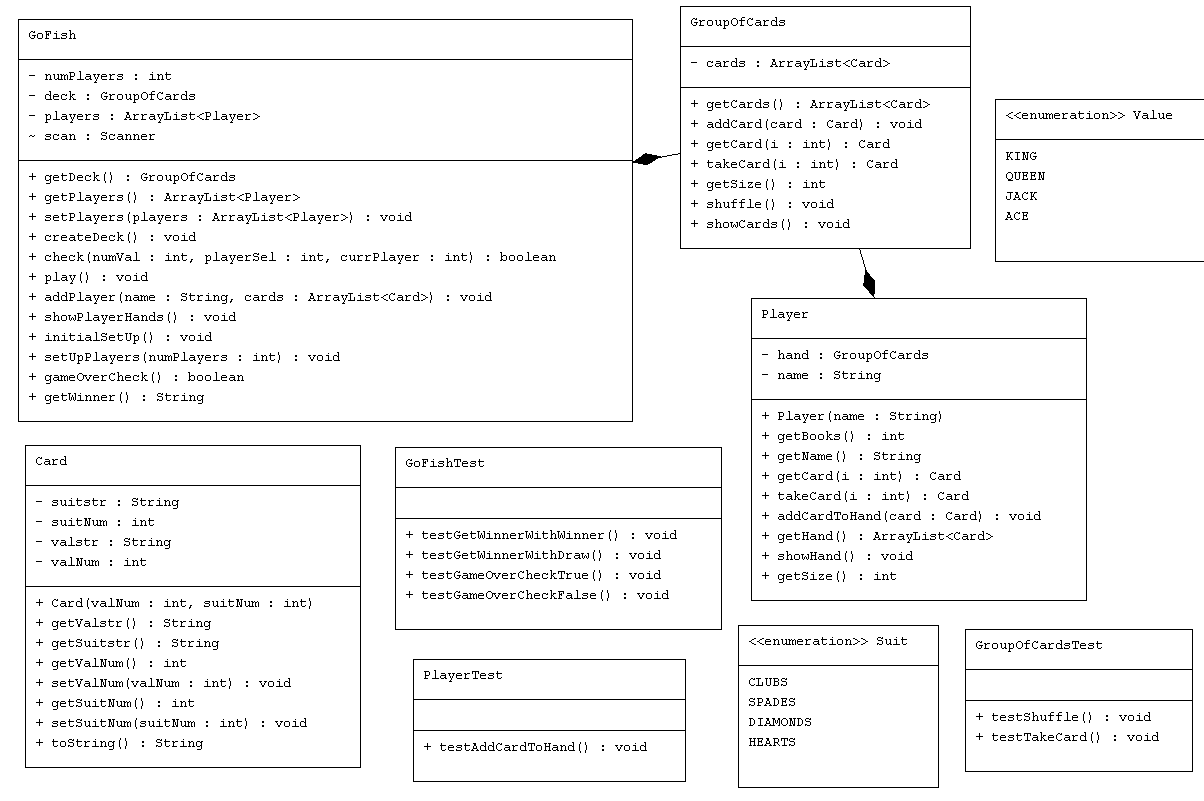 GoFish
- numPlayers : int
- deck : GroupOfCards
- players : ArrayList<Player>
~ scan : Scanner
+ getDeck() : GroupOfCards
+ getPlayers() : ArrayList<Player>
+ setPlayers(players : ArrayList<Player>) : void
+ createDeck() : void
+ check(numVal : int, playerSel : int, currPlayer : int) : boolean
+ play() : void
+ addPlayer(name : String, cards : ArrayList<Card>) : void
+ showPlayerHands() : void
+ initialSetUp() : void
+ setUpPlayers(numPlayers : int) : void
+ gameOverCheck() : boolean
+ getWinner() : String
GroupOfCards
- cards : ArrayList<Card>
+ getCards() : ArrayList<Card>
+ addCard(card : Card) : void
+ getCard(i : int) : Card
+ takeCard(i : int) : Card
+ getSize() : int
+ shuffle() : void
+ showCards() : void
<<enumeration>> Value
KING
QUEEN
JACK
ACE
Player
- hand : GroupOfCards
- name : String
+ Player(name : String)
+ getBooks() : int
+ getName() : String
+ getCard(i : int) : Card
+ takeCard(i : int) : Card
+ addCardToHand(card : Card) : void
+ getHand() : ArrayList<Card>
+ showHand() : void
+ getSize() : int
Card
- suitstr : String
- suitNum : int
- valstr : String
- valNum : int
+ Card(valNum : int, suitNum : int)
+ getValstr() : String
+ getSuitstr() : String
+ getValNum() : int
+ setValNum(valNum : int) : void
+ getSuitNum() : int
+ setSuitNum(suitNum : int) : void
+ toString() : String
GoFishTest
+ testGetWinnerWithWinner() : void
+ testGetWinnerWithDraw() : void
+ testGameOverCheckTrue() : void
+ testGameOverCheckFalse() : void
PlayerTest
+ testAddCardToHand() : void
<<enumeration>> Suit
CLUBS
SPADES
DIAMONDS
HEARTS
GroupOfCardsTest
+ testShuffle() : void
+ testTakeCard() : void